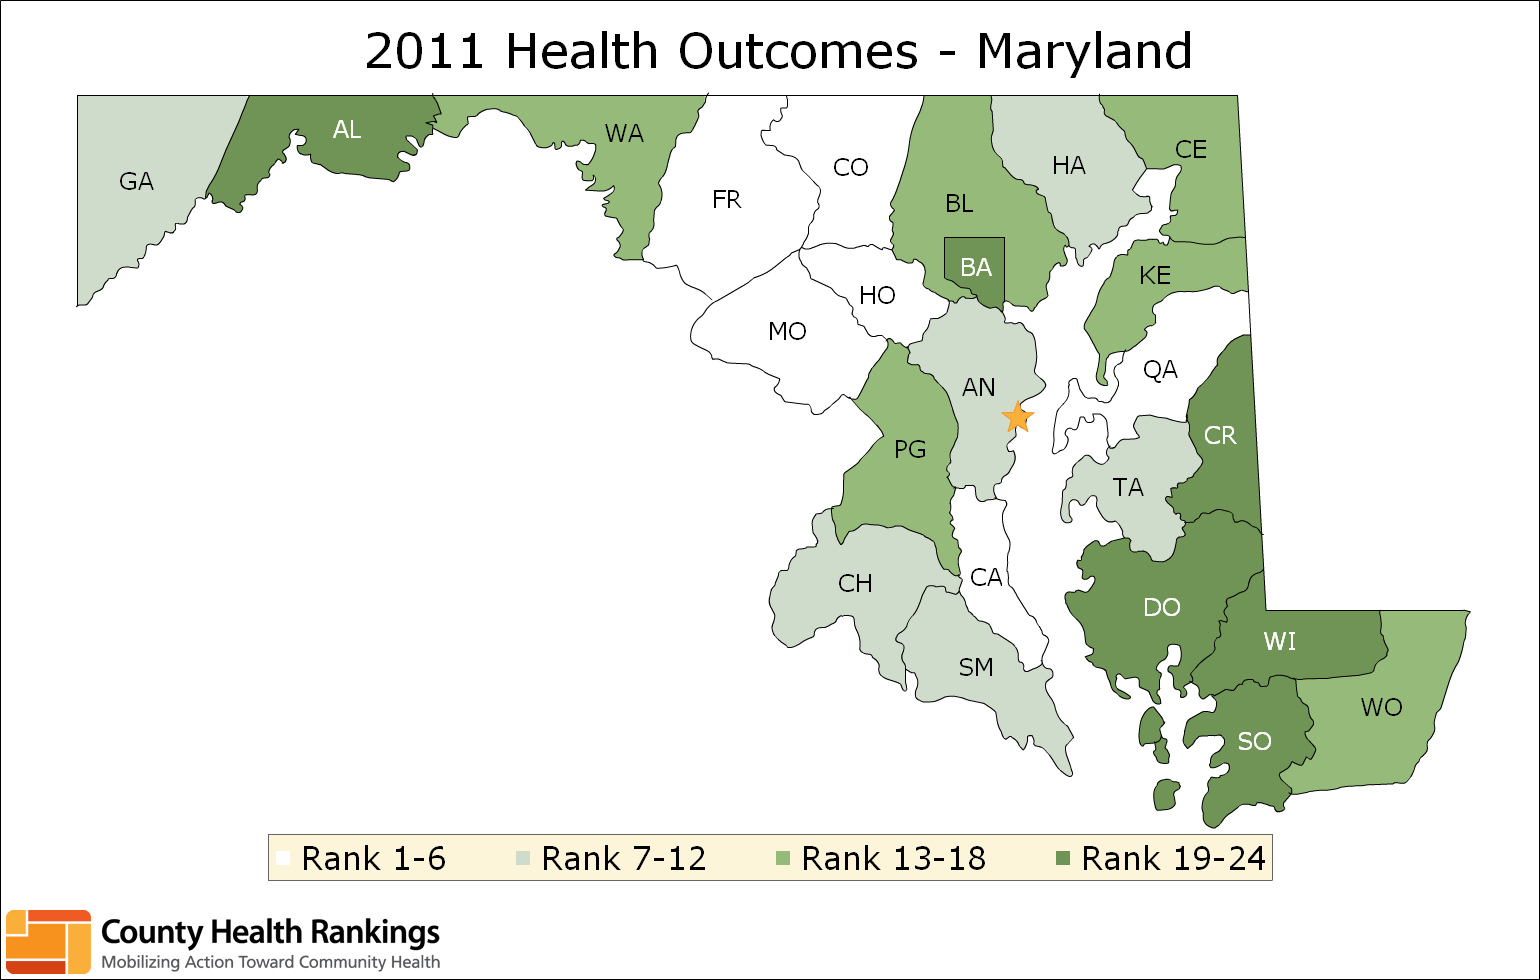 2011 Health Outcomes - Maryland
GA
AL
WA
FR
CO
BL
HA
CE
BA
KE
HO
MO
AN
QA
PG
CR
TA
CH
CA
DO
SM
WI
WO
SO
Rank 1-6 Rank 7-12 Rank 13-18 Rank 19-24
County Health Rankings
Mobilizing Action Toward Community Health